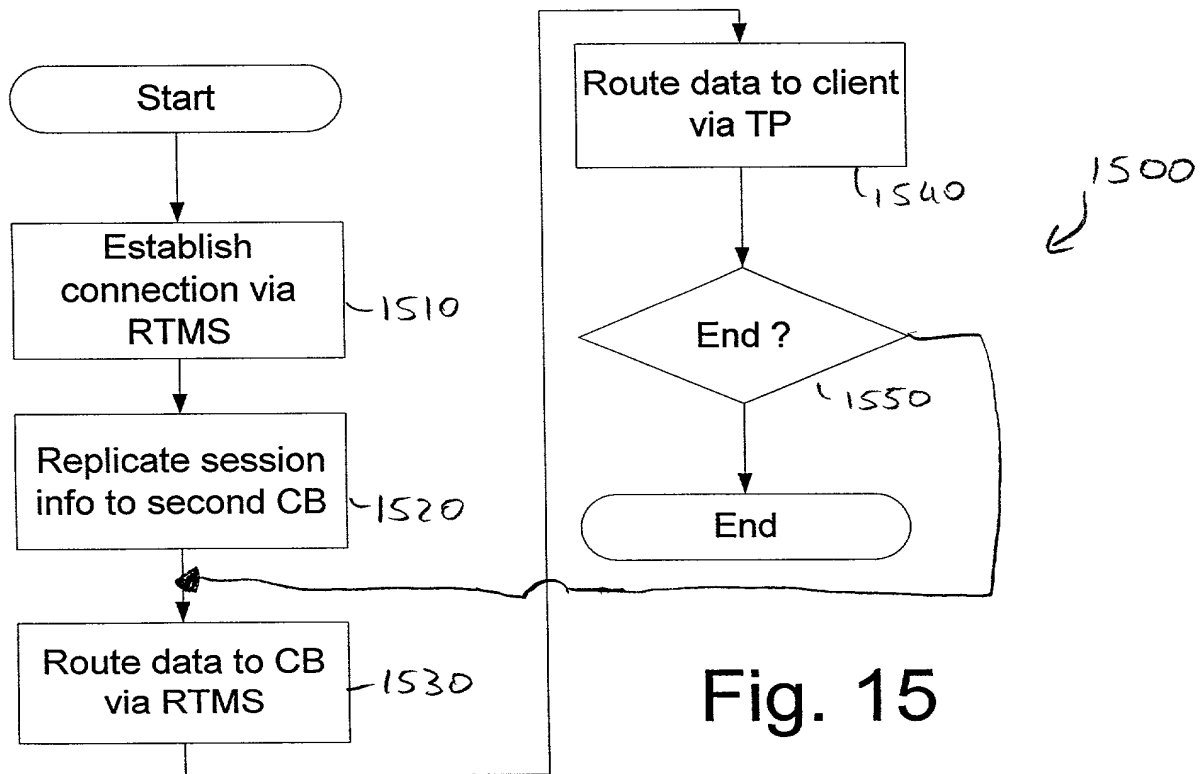 Start
Establish
connection via
RTMS
1510
Replicate session
info to second CB
1520
Route data to CB
via RTMS
1530
Route data to client
via TP
1540
End ?
1550
End
1500
Fig. 15